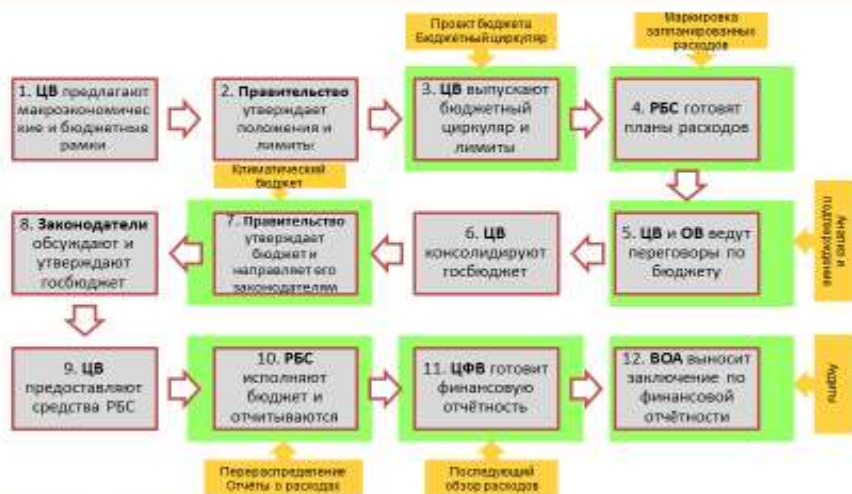 Проект бюджета
Бюджетный циркуляр
Маркировка
запланированных
расходов
1. ЦВ предлагают
макроэкономичес
кие и бюджетные
рамки
2. Правительство
утверждает
положения и
лимиты
3. ЦВ выпускают
бюджетный
циркуляр и
лимиты
4. РБС готовят
планы расходов
Климатический
бюджет
8. Законодатели
обсуждают и
утверждают
госбюджет
7. Правительство
утверждает
бюджет и
направляет его
законодателям
6. ЦВ
консолидируют
госбюджет
5. ЦВ и ОВ ведут
переговоры по
бюджету
Анализ и
подтверждение
9. ЦВ
предоставляют
средства РБС
10. РБС
исполняют
бюджет и
отчитываются
11. ЦФВ готовит
финансовую
отчётность
12. ВОА выносит
заключение по
финансовой
отчётности
Аудиты
Перераспределение
Отчёты о расходах
Последующий
обзор расходов